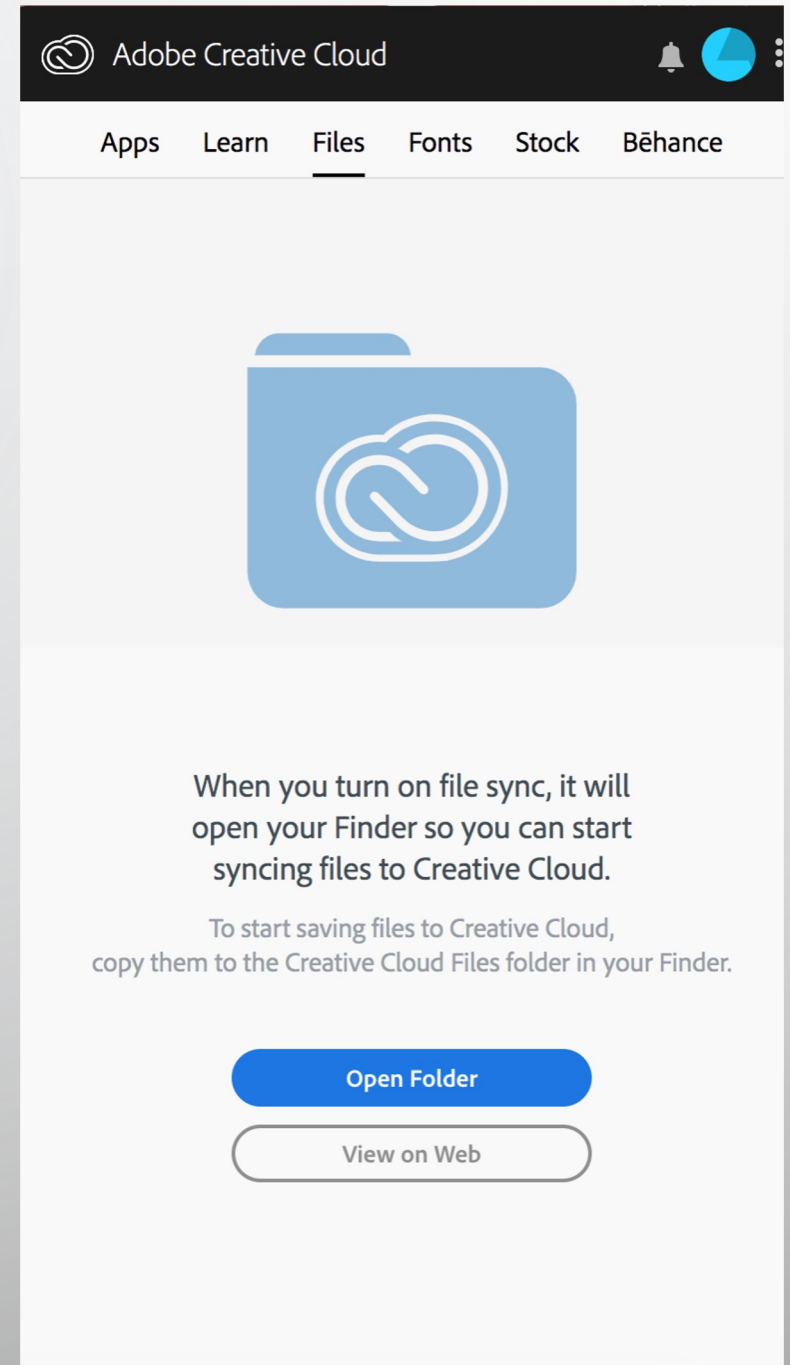 Adobe Creative Cloud
Apps Learn Files Fonts Stock Bēhance
When you turn on file sync, it will
open your Finder so you can start
syncing files to Creative Cloud.
To start saving files to Creative Cloud,
copy them to the Creative Cloud Files folder in your Finder.
Open Folder
View on Web